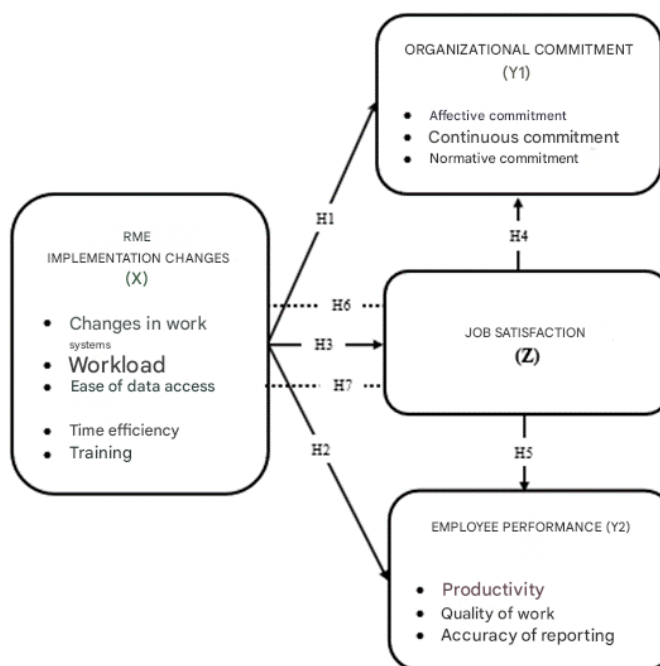 ORGANIZATIONAL COMMITMENT
(Y1)
• Affective commitment
• Continuous commitment
• Normative commitment
H1
H4
RME
IMPLEMENTATION CHANGES
(X)
• Changes in work
systems
• Workload
• Ease of data access
• Time efficiency
• Training
H6
H3
H7
JOB SATISFACTION
(Z)
H2
H5
EMPLOYEE PERFORMANCE (Y2)
• Productivity
• Quality of work
• Accuracy of reporting